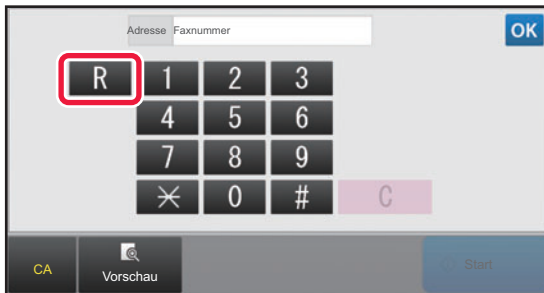 Adresse Faxnummer OK
R 1 2 3
4 5 6
7 8 9
* 0 # C
CA Vorschau Start